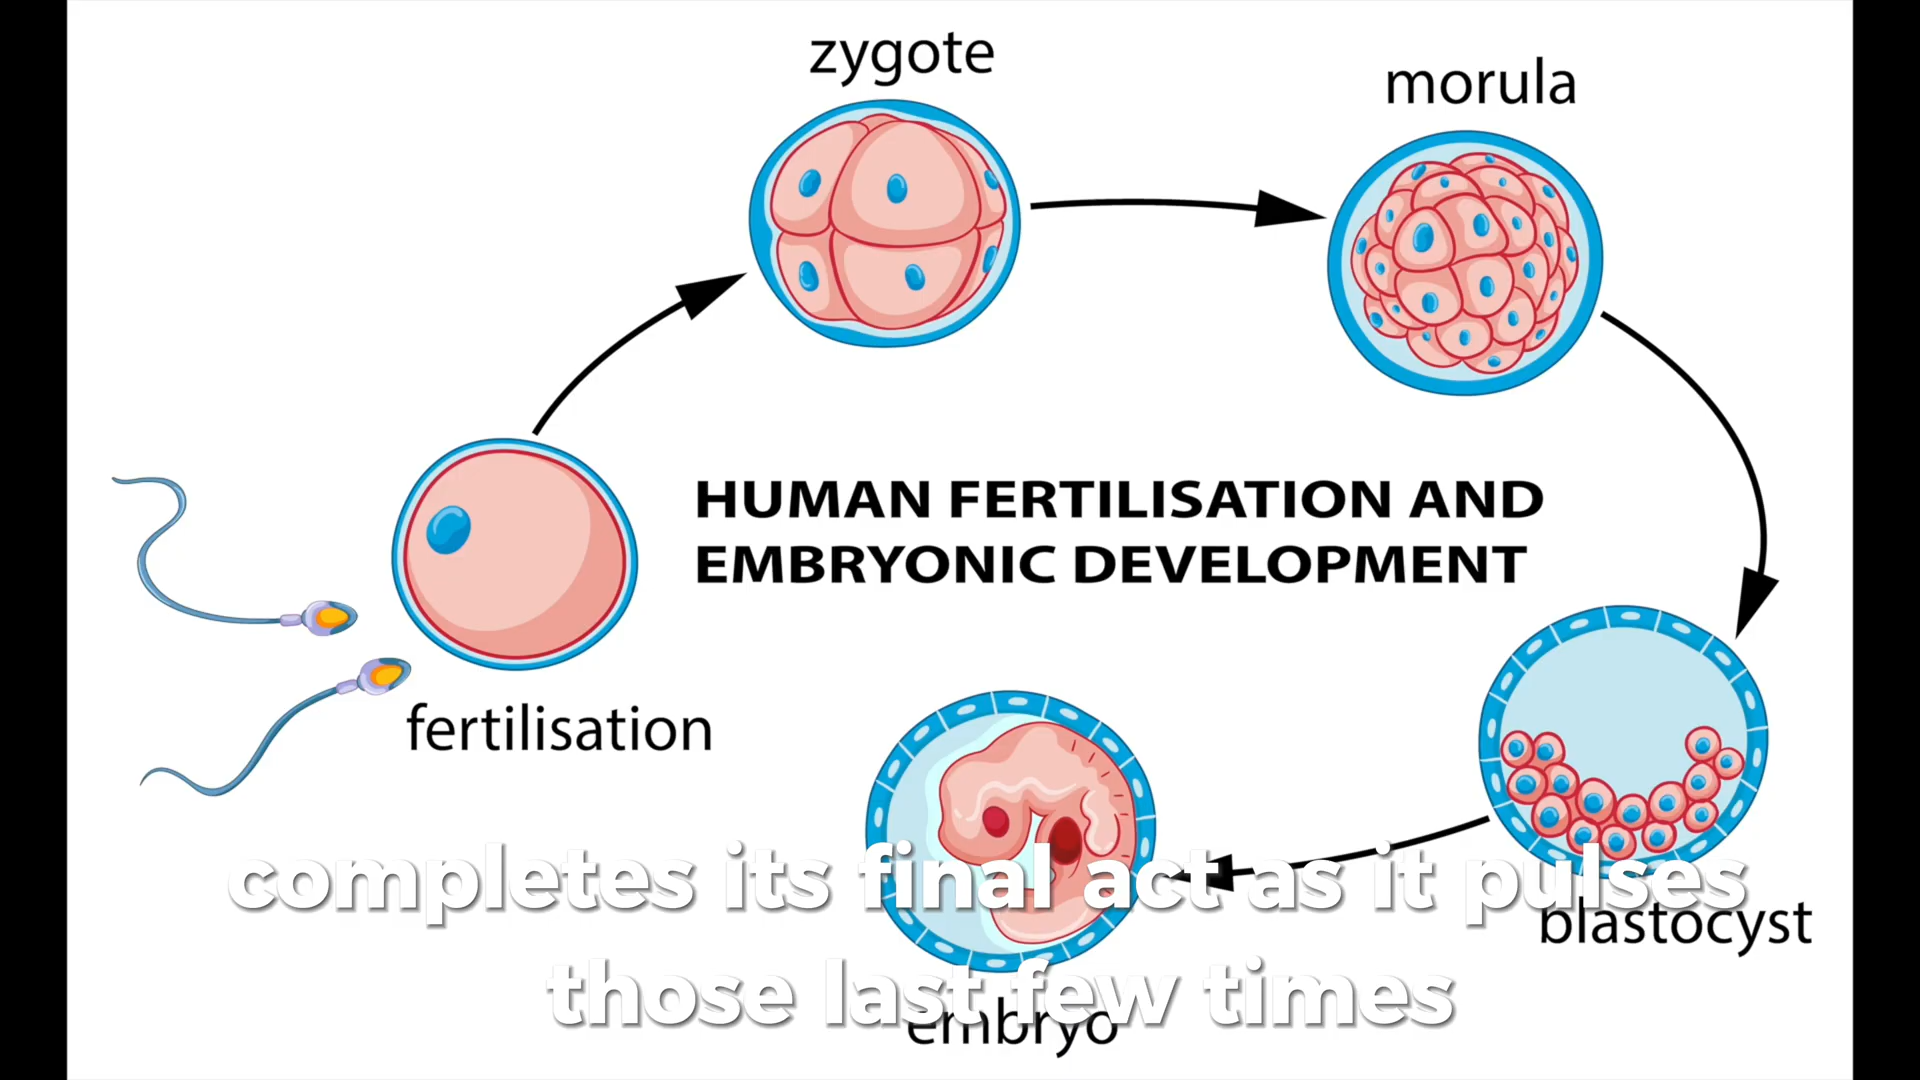 zygote
morula
HUMAN FERTILISATION AND
EMBRYONIC DEVELOPMENT
fertilisation
blastocyst
embryo
completes its final act as it pulses
those last few times